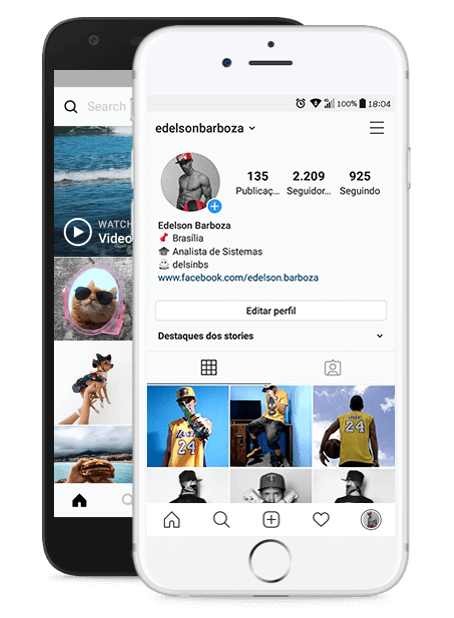 Search
WATCH
Video
100% 18:04
edelsonbarboza
135 2.209 925
Publicaç... Seguidor... Seguindo
Edelson Barboza
Brasília
Analista de Sistemas
delsinbs
www.facebook.com/edelson.barboza
Editar perfil
Destaques dos stories
LAKERS
24
24